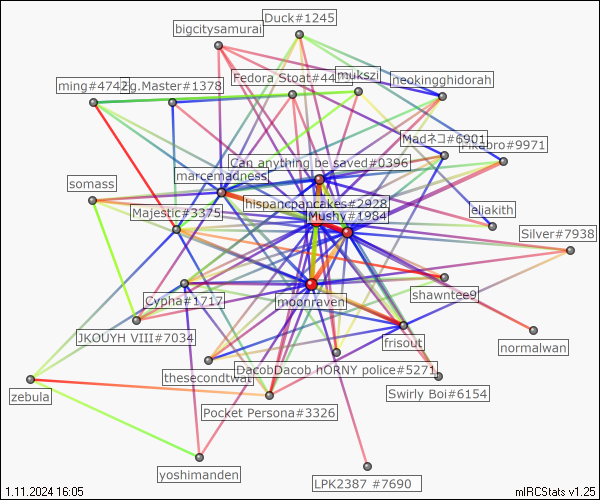 Duck#1245
bigcitysamurai
Fedora Stoat#44
mukszi
neokingghidorah
ming#4742
g.Master#1378
Madネコ#6901
Pikabro#9971
Can anything be saved#0396
marcemadness
somass
hispancpancakes#2928
Majestic#3375
Mushy#1984
eliakith
Silver#7938
Cypha#1717
moonraven
shawntee9
JKOUYH VIII#7034
frisout
normalwan
DacobDacob hORNY police#5271
thesecondtwat
zebula
Swirly Boi#6154
Pocket Persona#3326
yoshimanden
LPK2387 #7690
1.11.2024 16:05
mIRCStats v1.25